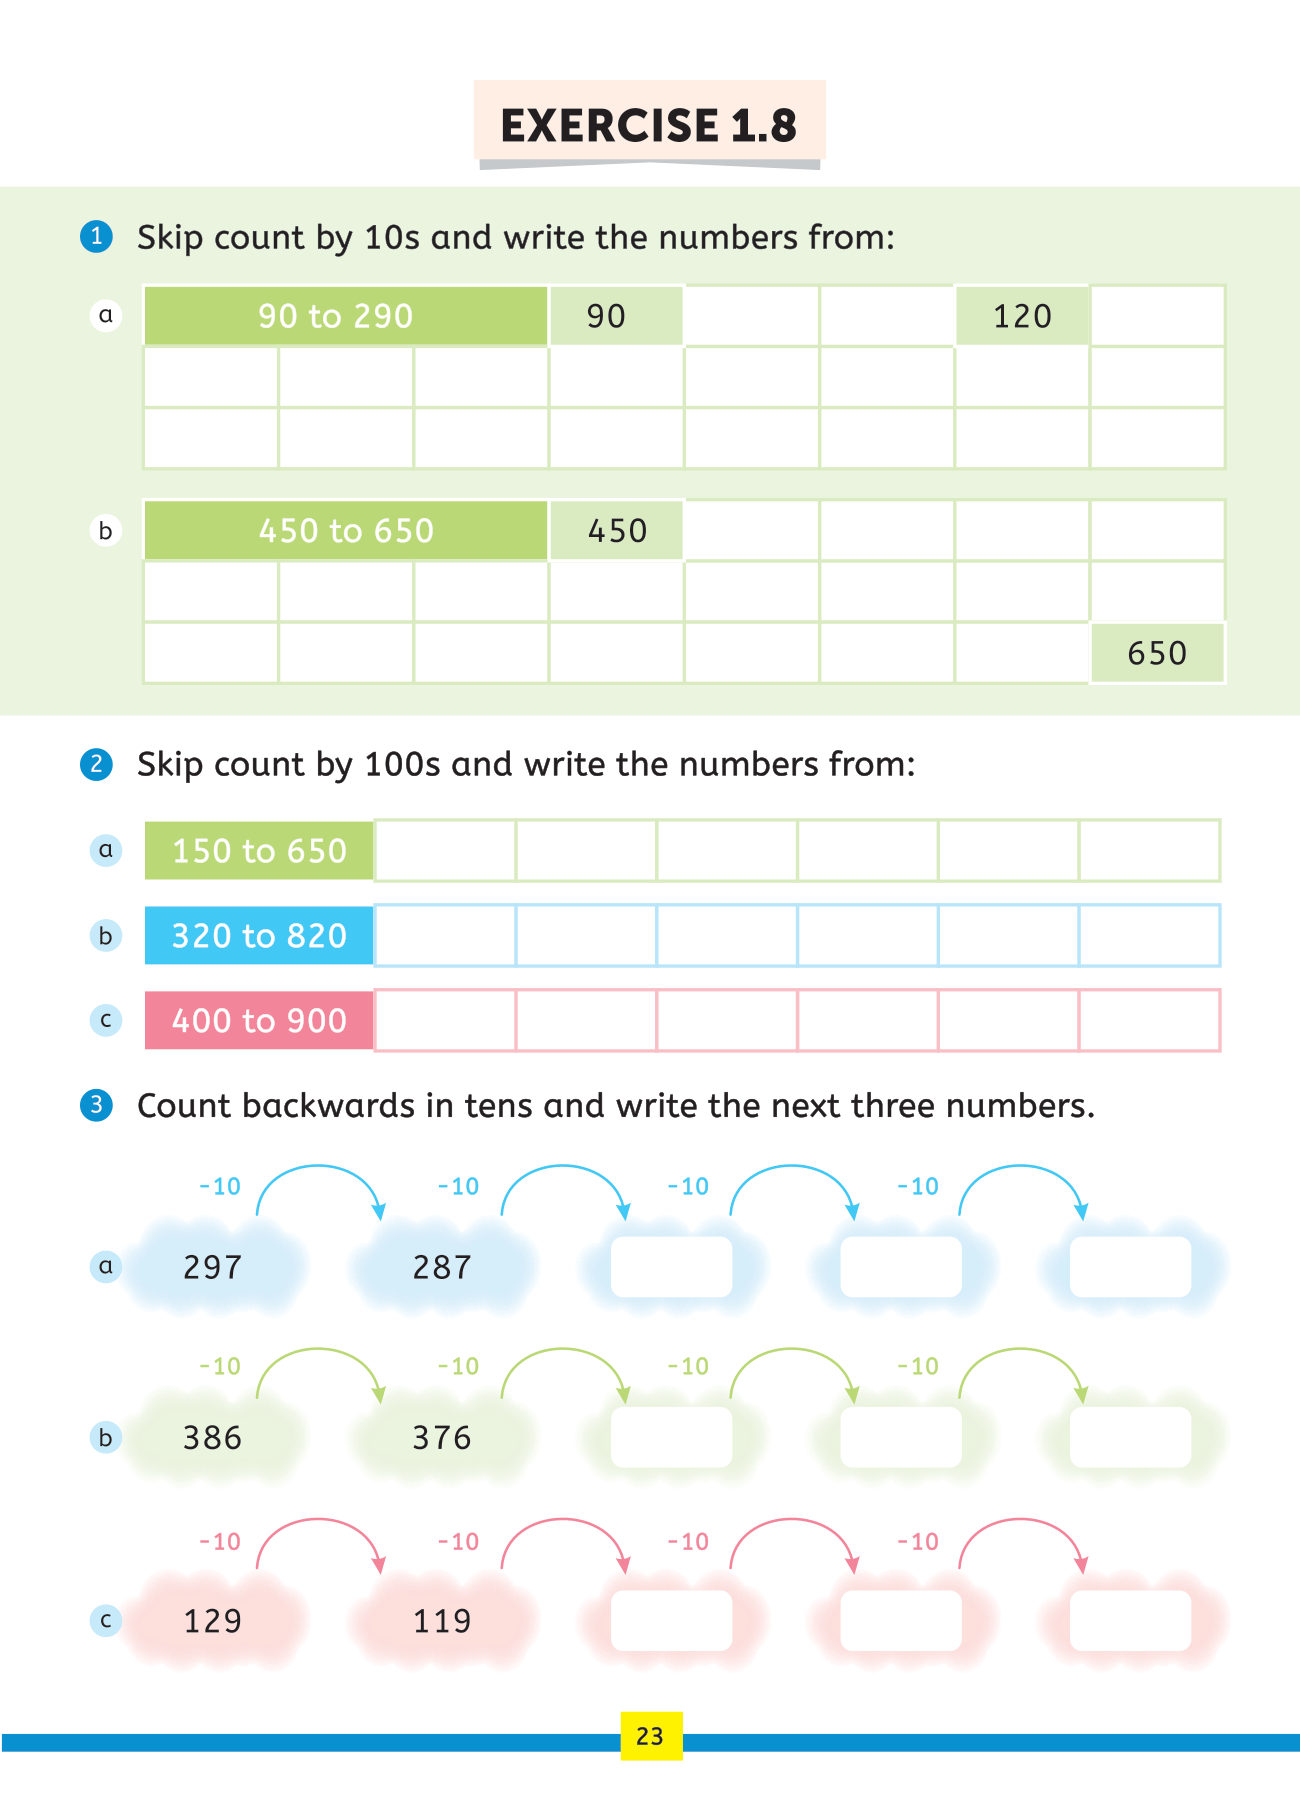 EXERCISE 1.8
1 Skip count by 10s and write the numbers from:
a 90 to 290 90 120
b 450 to 650 450
650
2 Skip count by 100s and write the numbers from:
a 150 to 650
b 320 to 820
c 400 to 900
3 Count backwards in tens and write the next three numbers.
-10 -10 -10 -10
a 297 287
-10 -10 -10 -10
b 386 376
-10 -10 -10 -10
c 129 119
23